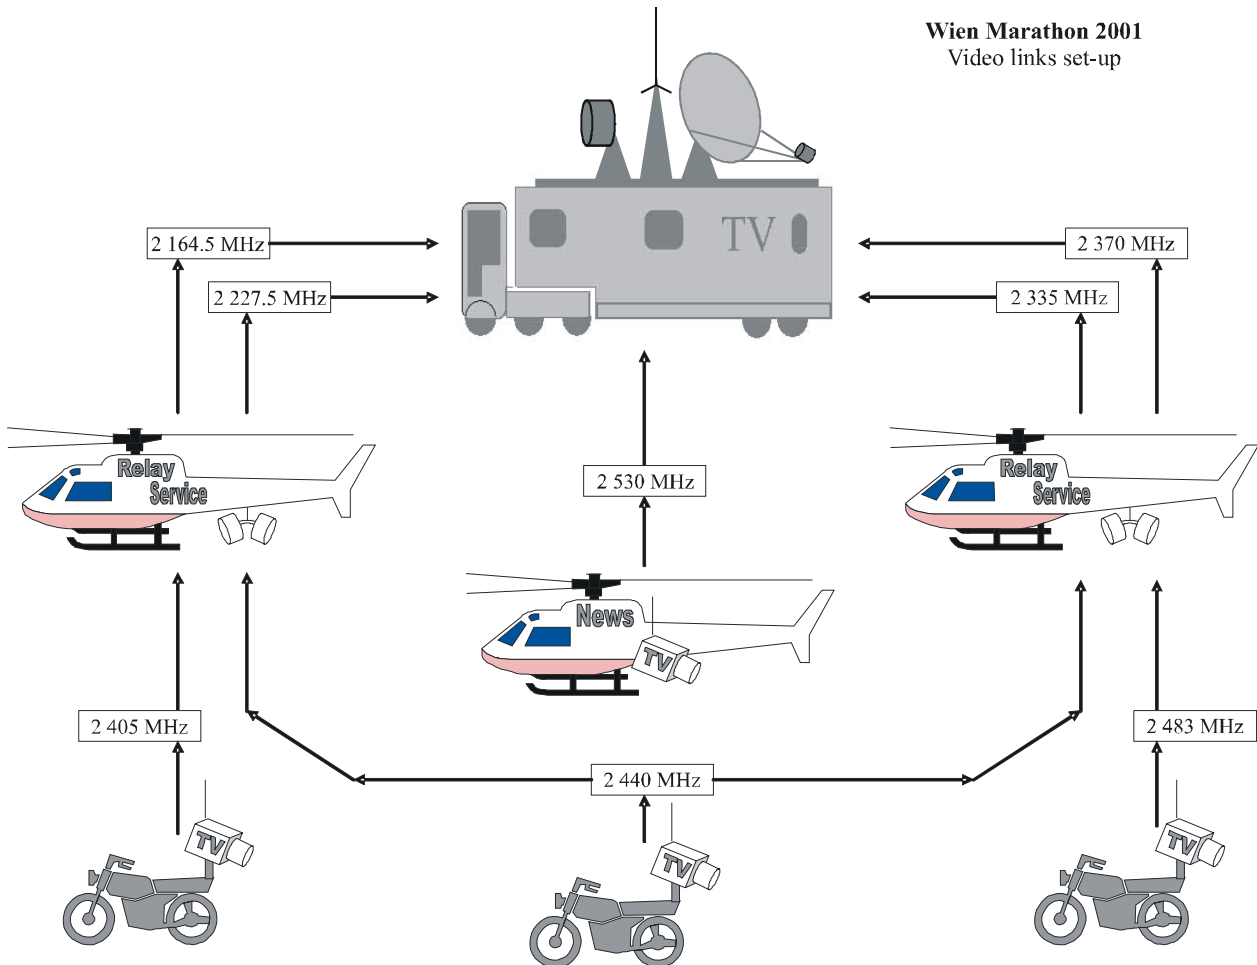 Wien Marathon 2001
Video links set-up
TV
2 164.5 MHz
2 370 MHz
2 227.5 MHz
2 335 MHz
Relay
Service
2 530 MHz
Relay
Service
News
TV
2 405 MHz
2 483 MHz
2 440 MHz
TV
TV
TV